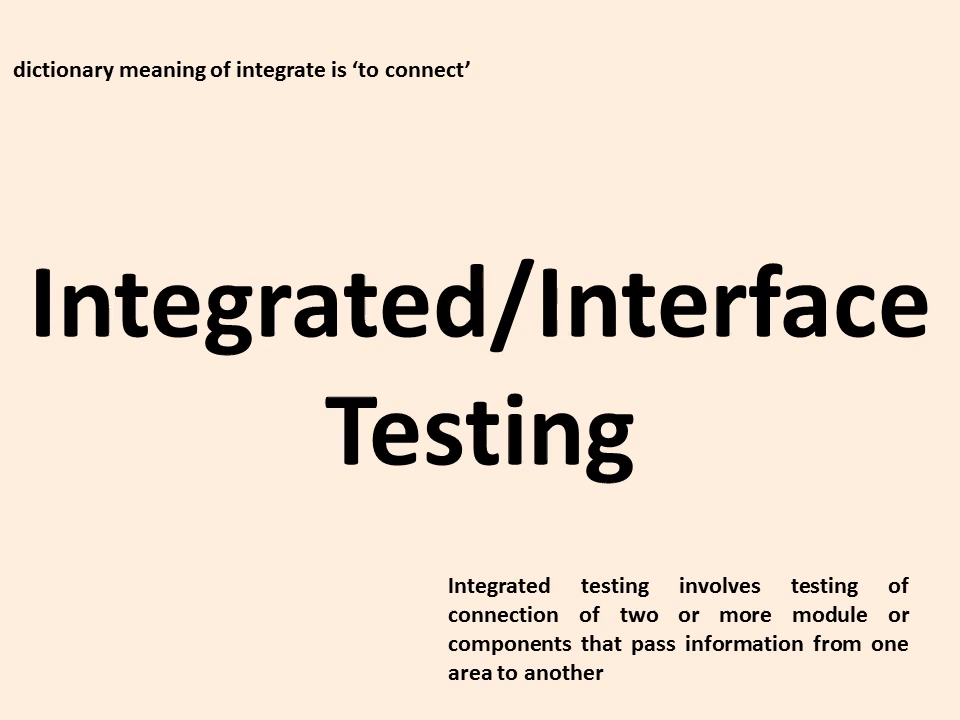 dictionary meaning of integrate is ‘to connect’
Integrated/Interface
Testing
Integrated testing involves testing of
connection of two or more module or
components that pass information from one
area to another